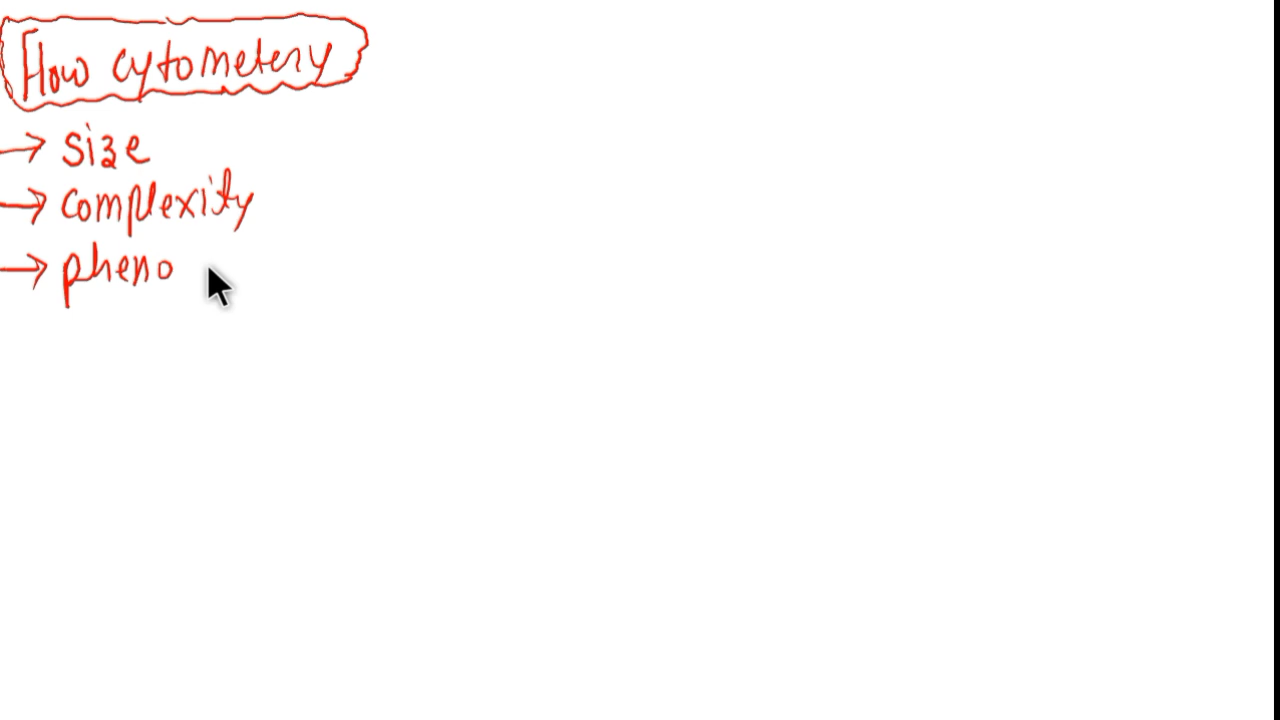 Flow cytometery
→ size
→ complexity
→ pheno